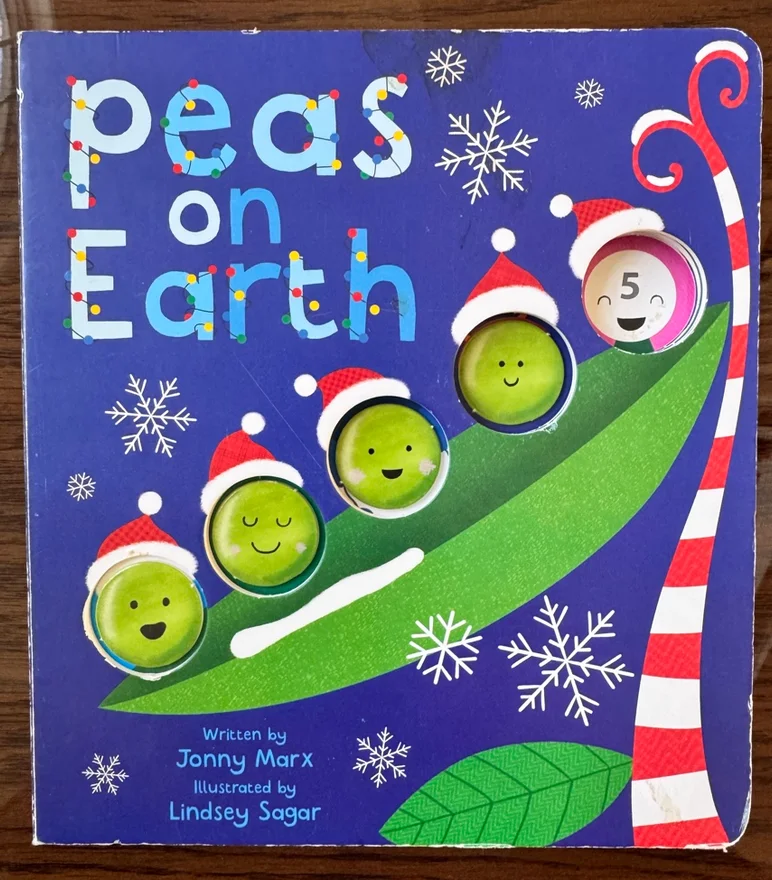 peas
on
Earth
5
Written by
Jonny Marx
Illustrated by
Lindsey Sagar